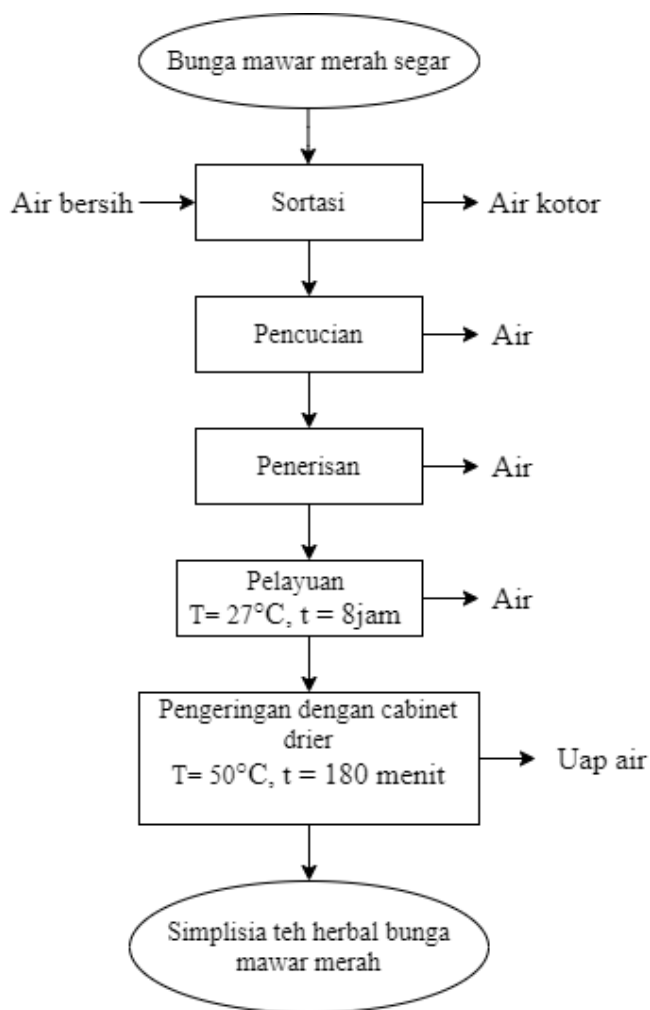 Bunga mawar merah segar
Air bersih
Sortasi
Air kotor
Pencucian
Air
Penerisan
Air
Pelayuan
T= 27°C, t = 8jam
Air
Pengeringan dengan cabinet
drier
T= 50°C, t = 180 menit
Uap air
Simplisia teh herbal bunga
mawar merah